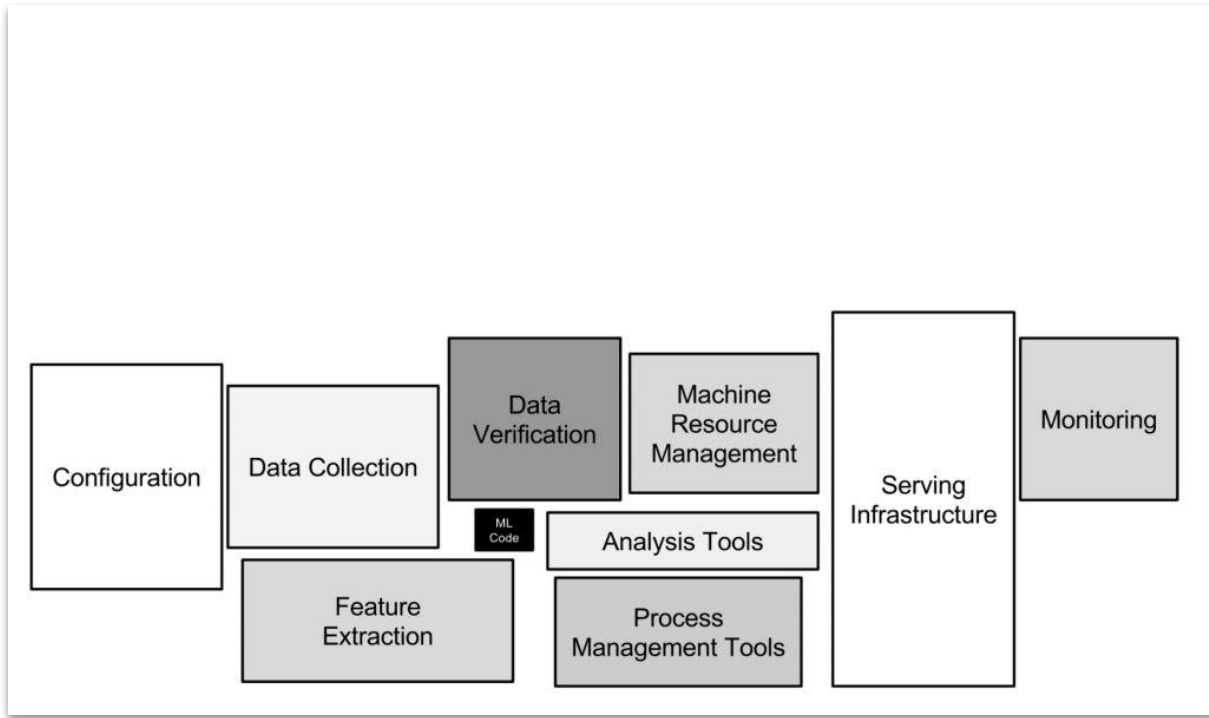 Configuration
Data Collection
Data
Verification
Machine
Resource
Management
Serving
Infrastructure
Monitoring
ML
Code
Analysis Tools
Feature
Extraction
Process
Management Tools